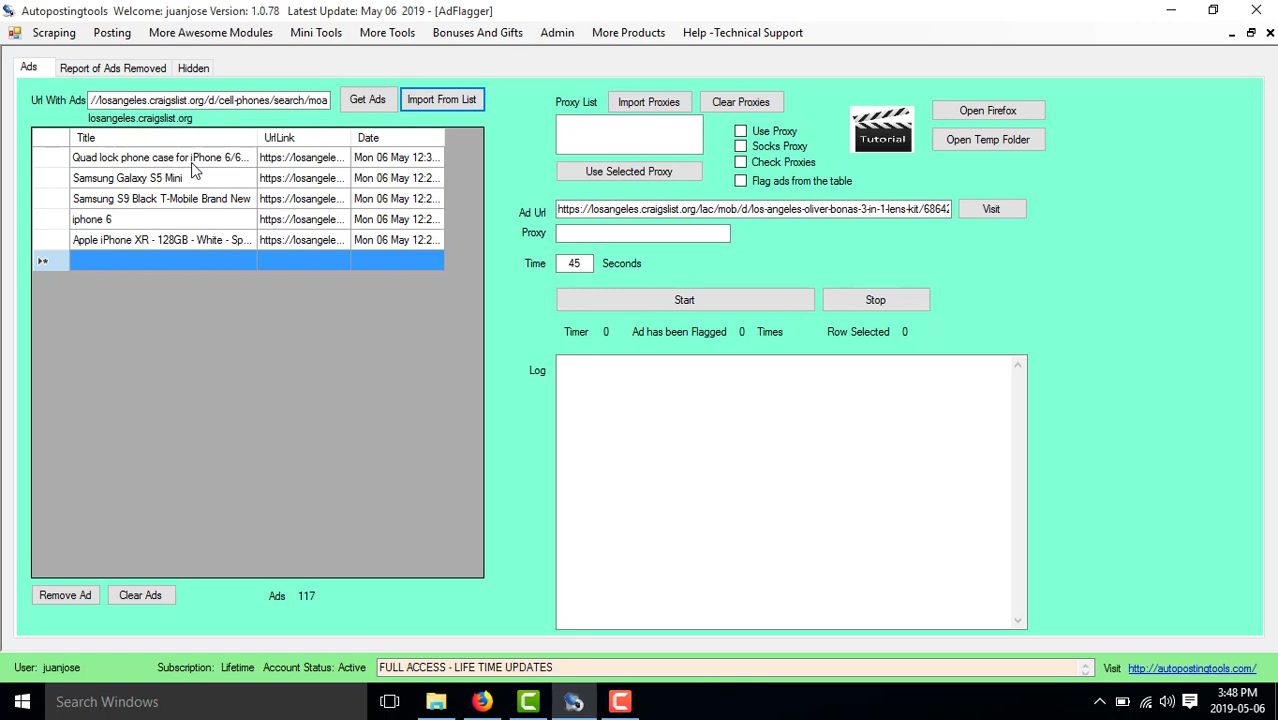 Autopostingtools Welcome: juanjose Version: 1.0.78 Latest Update: May 06 2019 - [AdFlagger]
Scraping Posting More Awesome Modules Mini Tools More Tools Bonuses And Gifts Admin More Products Help -Technical Support
Ads Report of Ads Removed Hidden
Url With Ads //losangeles.craigslist.org/d/cell-phones/search/moa Get Ads Import From List
losangeles.craigslist.org
Title UrlLink Date
Quad lock phone case for iPhone 6/6... https://losangele... Mon 06 May 12:3...
Samsung Galaxy S5 Mini https://losangele... Mon 06 May 12:2...
Samsung S9 Black T-Mobile Brand New https://losangele... Mon 06 May 12:2...
iphone 6 https://losangele... Mon 06 May 12:2...
Apple iPhone XR - 128GB - White - Sp... https://losangele... Mon 06 May 12:2...
Remove Ad Clear Ads Ads 117
Proxy List Import Proxies Clear Proxies
Use Proxy
Socks Proxy
Check Proxies
Flag ads from the table
Use Selected Proxy
Tutorial
Open Firefox
Open Temp Folder
Ad Url https://losangeles.craigslist.org/lac/mob/d/los-angeles-oliver-bonas-3-in-1-lens-kit/68642 Visit
Proxy
Time 45 Seconds
Start Stop
Timer 0 Ad has been Flagged 0 Times Row Selected 0
Log
User: juanjose Subscription: Lifetime Account Status: Active FULL ACCESS - LIFE TIME UPDATES Visit http://autopostingtools.com/
Search Windows
3:48 PM
2019-05-06